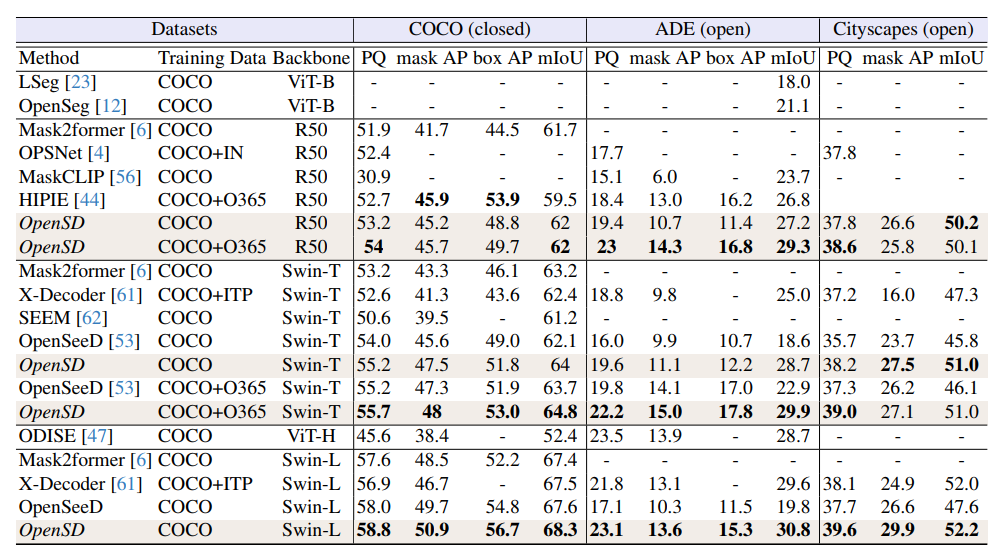 Datasets COCO (closed) ADE (open) Cityscapes (open)
Method Training Data Backbone PQ mask AP box AP mIoU PQ mask AP box AP mIoU PQ mask AP mIoU
LSeg [23] COCO ViT-B - - - - - - - 18.0 - - -
OpenSeg [12] COCO ViT-B - - - - - - - 21.1 - - -
Mask2former [6] COCO R50 51.9 41.7 44.5 61.7 - - - - - - -
OPSNet [4] COCO+IN R50 52.4 - - - 17.7 - - - 37.8 - -
MaskCLIP [56] COCO R50 30.9 - - - 15.1 6.0 - 23.7 - - -
HIPIE [44] COCO+O365 R50 52.7 45.9 53.9 59.5 18.4 13.0 16.2 26.8
OpenSD COCO R50 53.2 45.2 48.8 62 19.4 10.7 11.4 27.2 37.8 26.6 50.2
OpenSD COCO+O365 R50 54 45.7 49.7 62 23 14.3 16.8 29.3 38.6 25.8 50.1
Mask2former [6] COCO Swin-T 53.2 43.3 46.1 63.2 - - - - - - -
X-Decoder [61] COCO+ITP Swin-T 52.6 41.3 43.6 62.4 18.8 9.8 - 25.0 37.2 16.0 47.3
SEEM [62] COCO Swin-T 50.6 39.5 - 61.2 - - - - - - -
OpenSeeD [53] COCO Swin-T 54.0 45.6 49.0 62.1 16.0 9.9 10.7 18.6 35.7 23.7 45.8
OpenSD COCO Swin-T 55.2 47.5 51.8 64 19.6 11.1 12.2 28.7 38.2 27.5 51.0
OpenSeeD [53] COCO+O365 Swin-T 55.2 47.3 51.9 63.7 19.8 14.1 17.0 22.9 37.3 26.2 46.1
OpenSD COCO+O365 Swin-T 55.7 48 53.0 64.8 22.2 15.0 17.8 29.9 39.0 27.1 51.0
ODISE [47] COCO ViT-H 45.6 38.4 - 52.4 23.5 13.9 - 28.7 - - -
Mask2former [6] COCO Swin-L 57.6 48.5 52.2 67.4 - - - - - - -
X-Decoder [61] COCO+ITP Swin-L 56.9 46.7 - 67.5 21.8 13.1 - 29.6 38.1 24.9 52.0
OpenSeeD COCO Swin-L 58.0 49.7 54.8 67.6 17.1 10.3 11.5 19.8 37.7 26.6 47.6
OpenSD COCO Swin-L 58.8 50.9 56.7 68.3 23.1 13.6 15.3 30.8 39.6 29.9 52.2